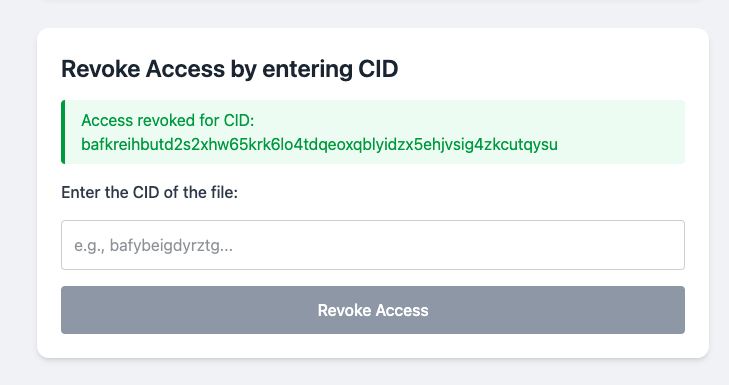 Revoke Access by entering CID
Access revoked for CID:
bafkreihbutd2s2xhw65krk6lo4tdqeoxqblyidzx5ehjvsig4zkcutqysu
Enter the CID of the file:
e.g., bafybeigdyrztg...
Revoke Access